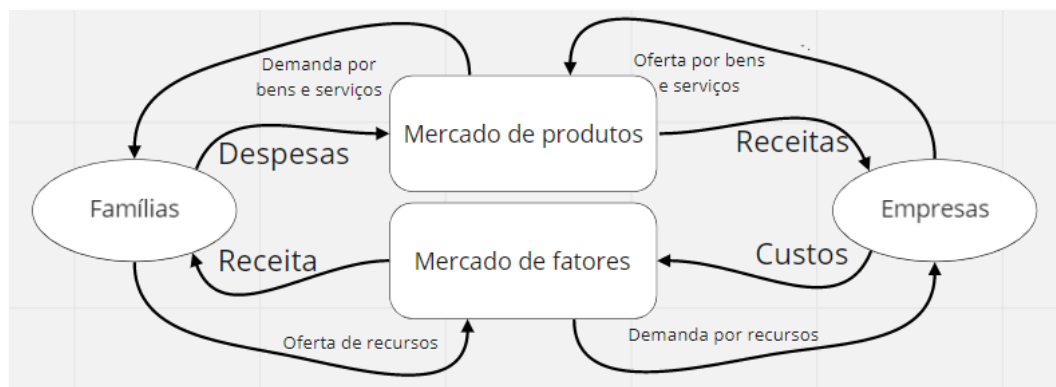 Demanda por
bens e serviços
Oferta por bens
e serviços
Mercado de produtos
Despesas
Receitas
Famílias
Empresas
Receita
Mercado de fatores
Custos
Oferta de recursos
Demanda por recursos